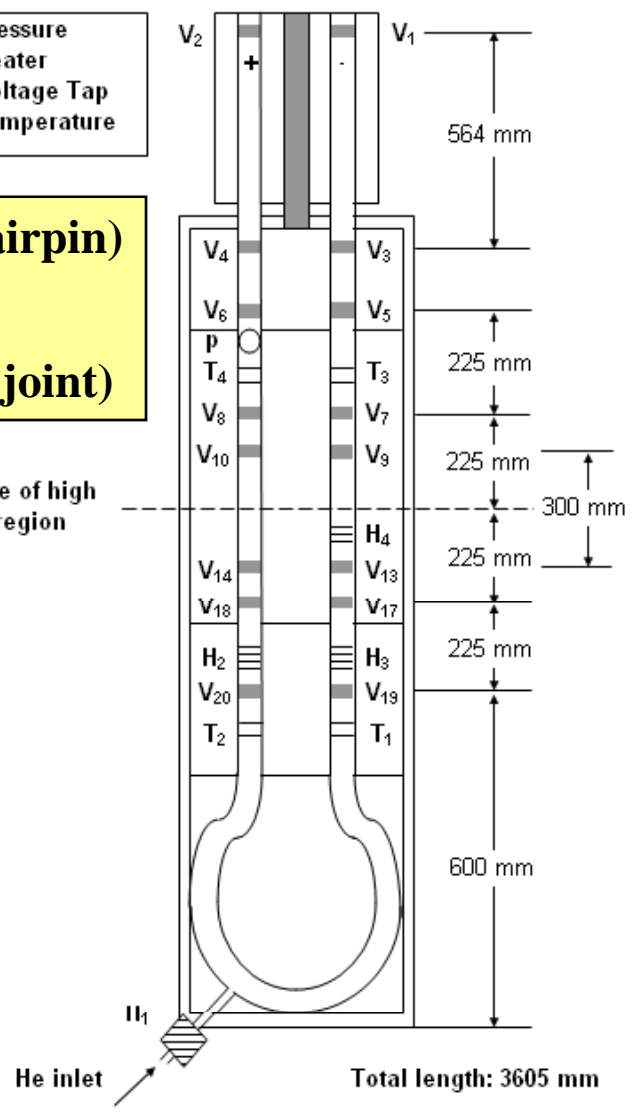 essure
eater
oltage Tap
mperature
airpin)
joint)
V2
V1
+
-
564 mm
V4
V3
V6
V5
p
T4
T3
225 mm
V8
V7
V10
V9
225 mm
e of high
region
300 mm
H4
225 mm
V14
V13
V18
V17
H2
H3
225 mm
V20
V19
T2
T1
600 mm
H1
He inlet
Total length: 3605 mm